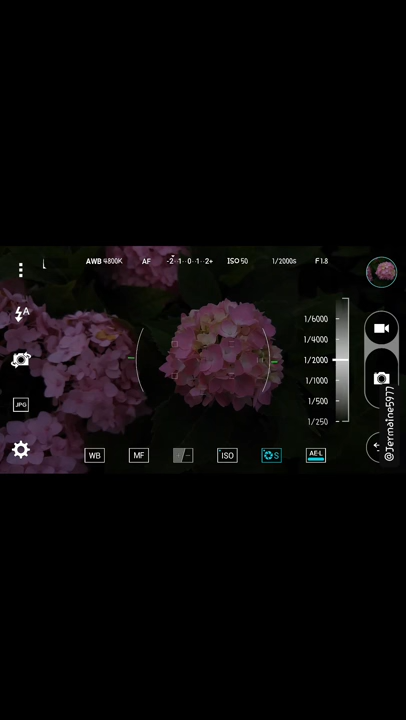 AWB 4800K AF -2··1··0··1··2+ ISO 50 1/2000s F1.8
A
1/6000
1/4000
1/2000
1/1000
1/500
1/250
JPG
WB MF ISO S AE-L
@Jermaine5977